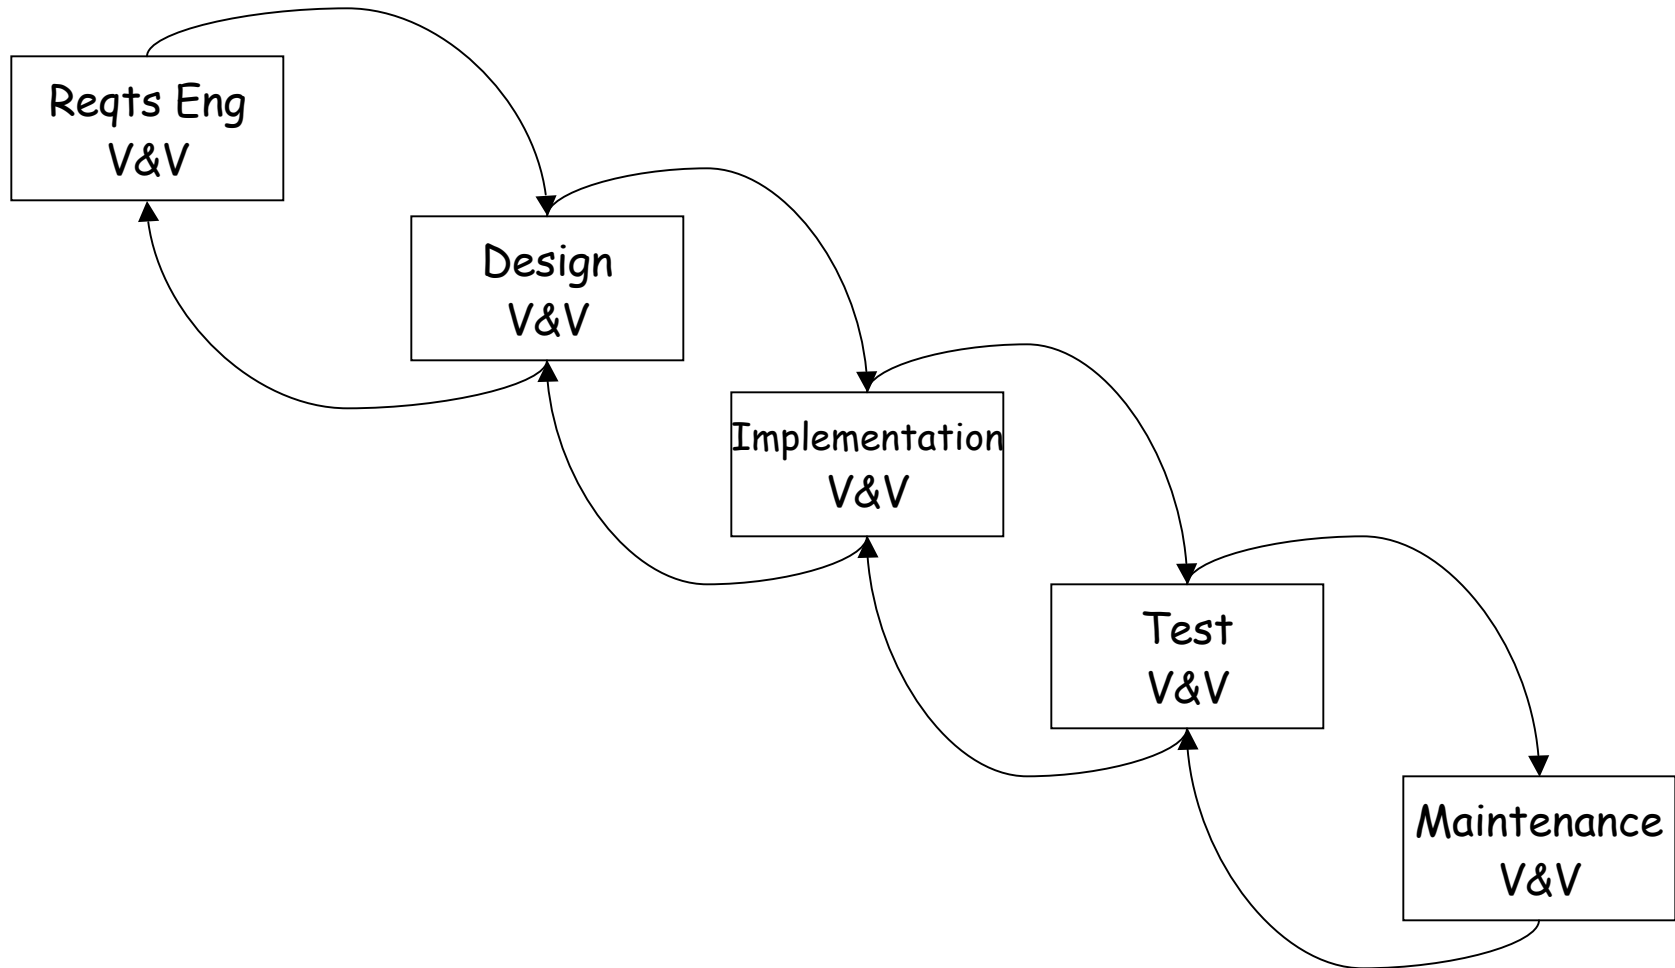 Reqts Eng
V&V
Design
V&V
Implementation
V&V
Test
V&V
Maintenance
V&V